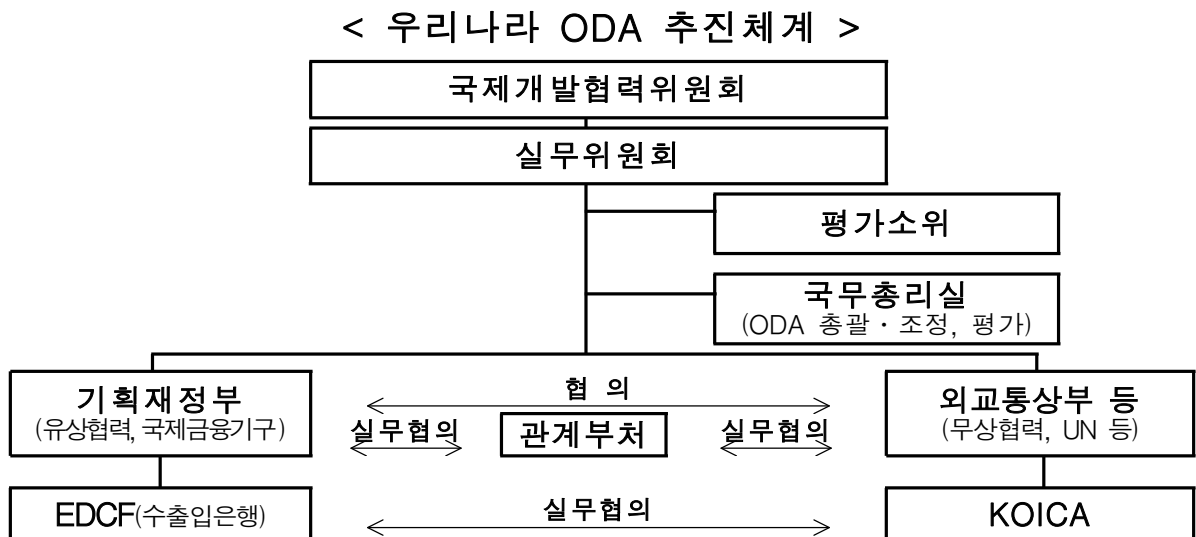 < 우리나라 ODA 추진체계 >
국제개발협력위원회
실무위원회
평가소위
국무총리실
(ODA 총괄・조정, 평가)
기획재정부
(유상협력, 국제금융기구)
협 의
외교통상부 등
(무상협력, UN 등)
실무협의
관계부처
실무협의
EDCF(수출입은행)
실무협의
KOICA